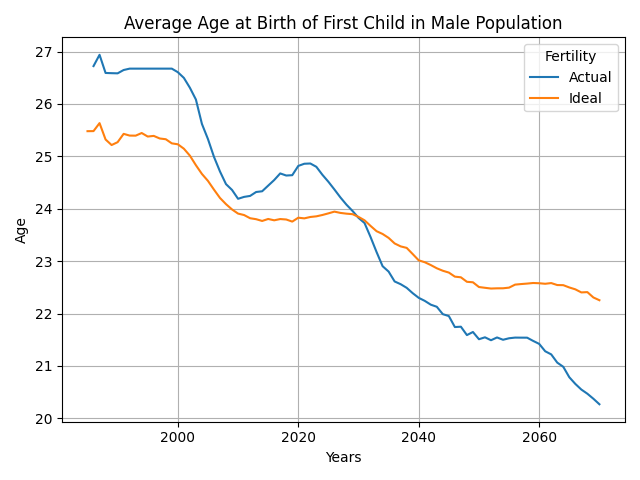 Average Age at Birth of First Child in Male Population
Fertility
Actual
Ideal
Age
27
26
25
24
23
22
21
20
2000
2020
2040
2060
Years